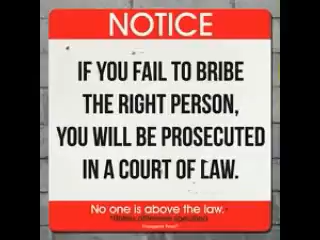 NOTICE
IF YOU FAIL TO BRIBE
THE RIGHT PERSON,
YOU WILL BE PROSECUTED
IN A COURT OF LAW.
No one is above the law.*
*Unless otherwise specified